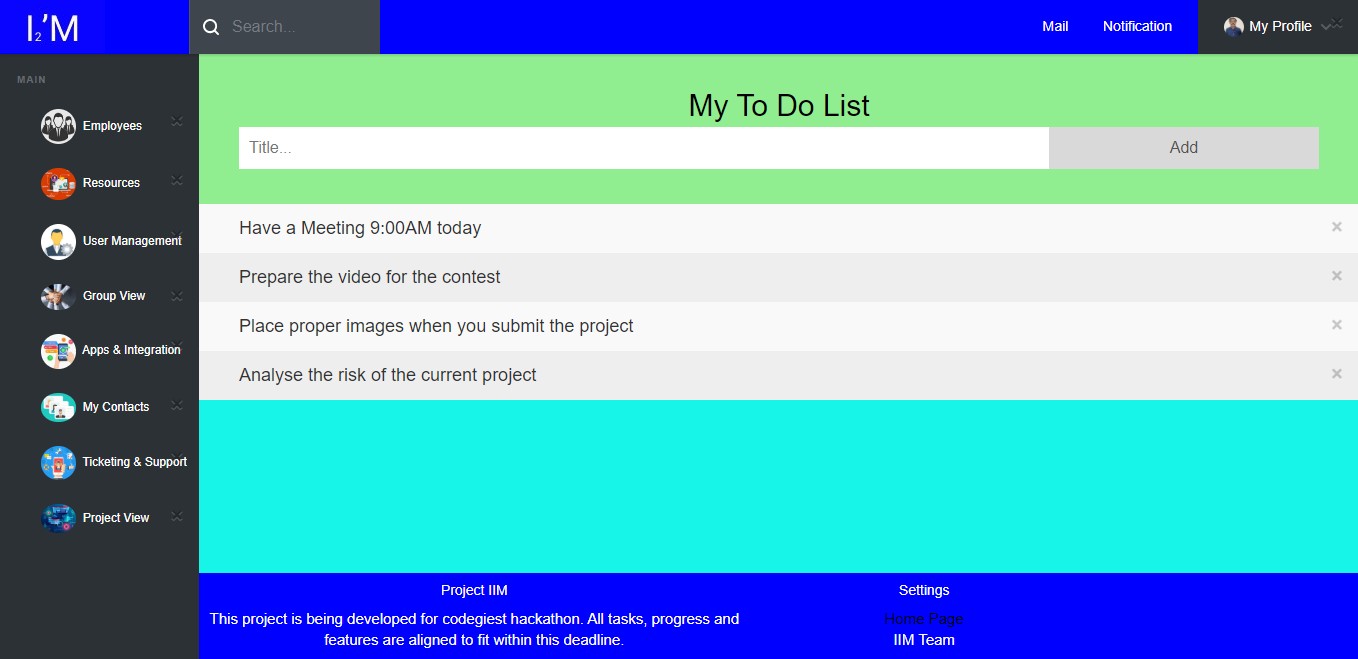 I₂’M
Search...
Mail
Notification
My Profile
MAIN
Employees
Resources
User Management
Group View
Apps & Integration
My Contacts
Ticketing & Support
Project View
My To Do List
Title...
Add
Have a Meeting 9:00AM today
×
Prepare the video for the contest
×
Place proper images when you submit the project
×
Analyse the risk of the current project
×
Project IIM
This project is being developed for codegiest hackathon. All tasks, progress and
features are aligned to fit within this deadline.
Settings
Home Page
IIM Team